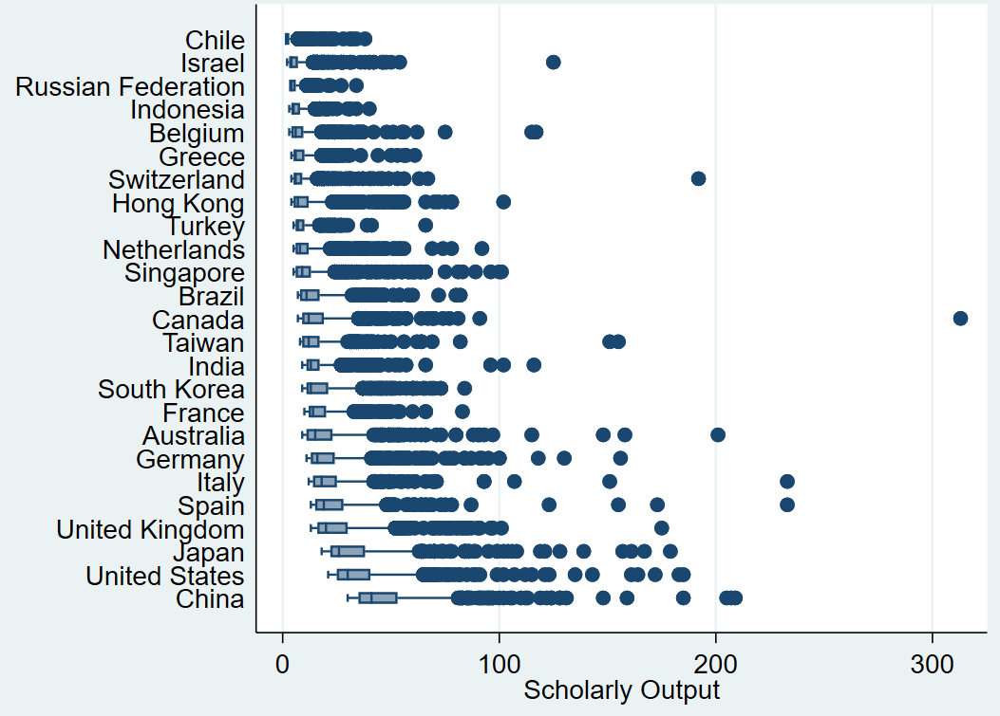 Chile
Israel
Russian Federation
Indonesia
Belgium
Greece
Switzerland
Hong Kong
Turkey
Netherlands
Singapore
Brazil
Canada
Taiwan
India
South Korea
France
Australia
Germany
Italy
Spain
United Kingdom
Japan
United States
China
0 100 200 300
Scholarly Output